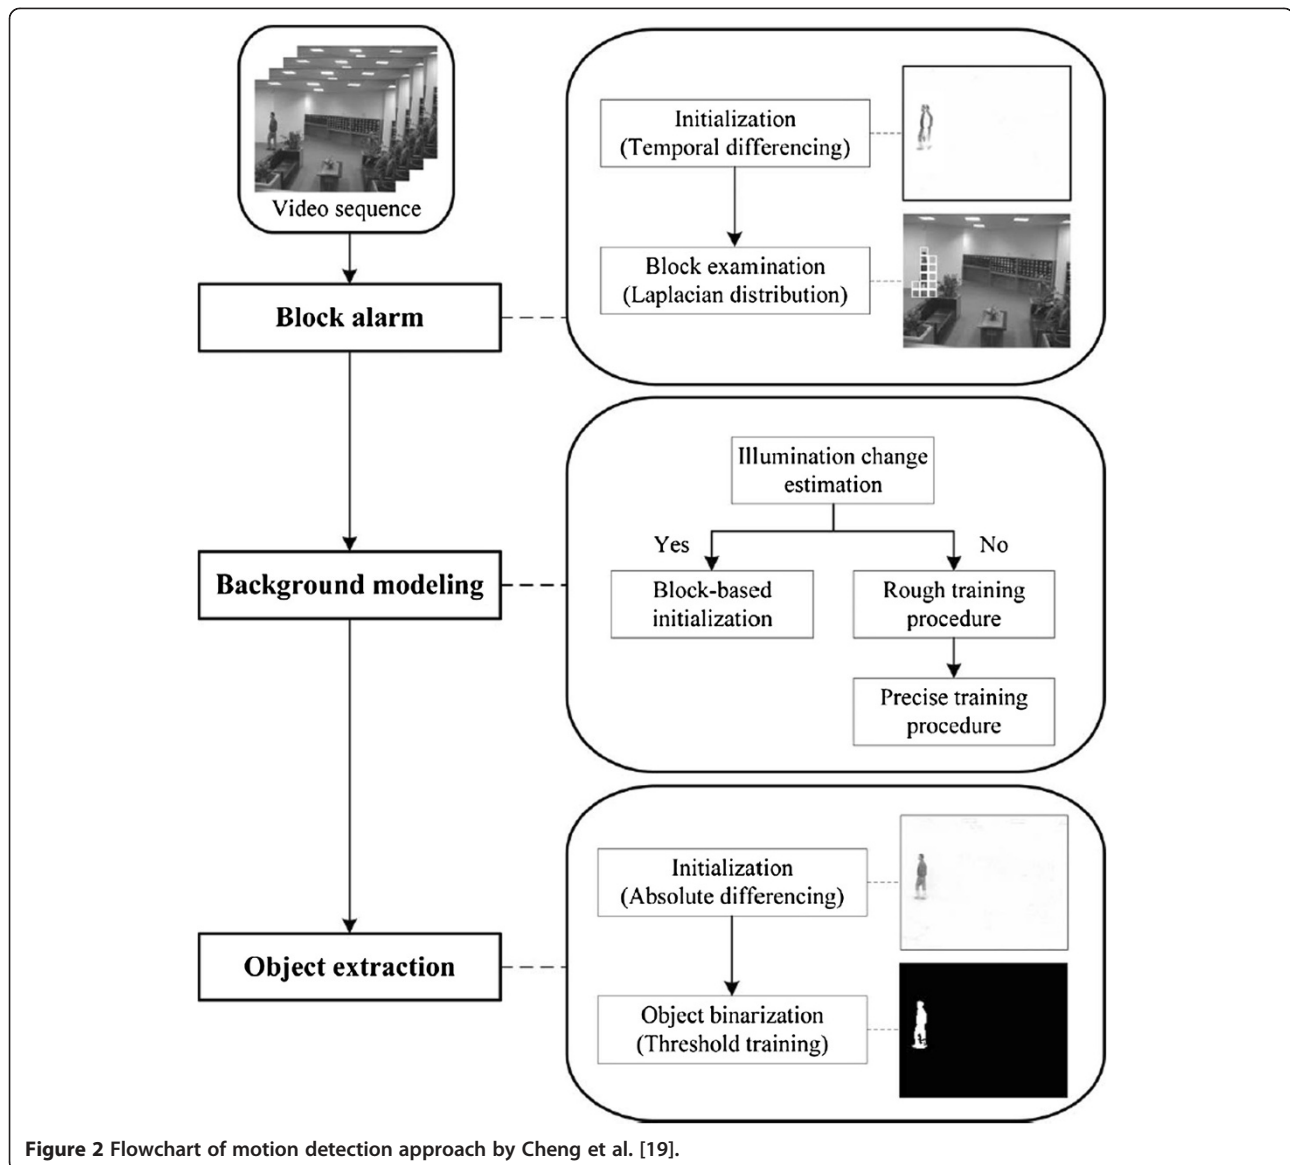 Video sequence
Block alarm
Initialization
(Temporal differencing)
Block examination
(Laplacian distribution)
Background modeling
Illumination change
estimation
Yes
No
Block-based
initialization
Rough training
procedure
Precise training
procedure
Object extraction
Initialization
(Absolute differencing)
Object binarization
(Threshold training)
Figure 2 Flowchart of motion detection approach by Cheng et al. [19].